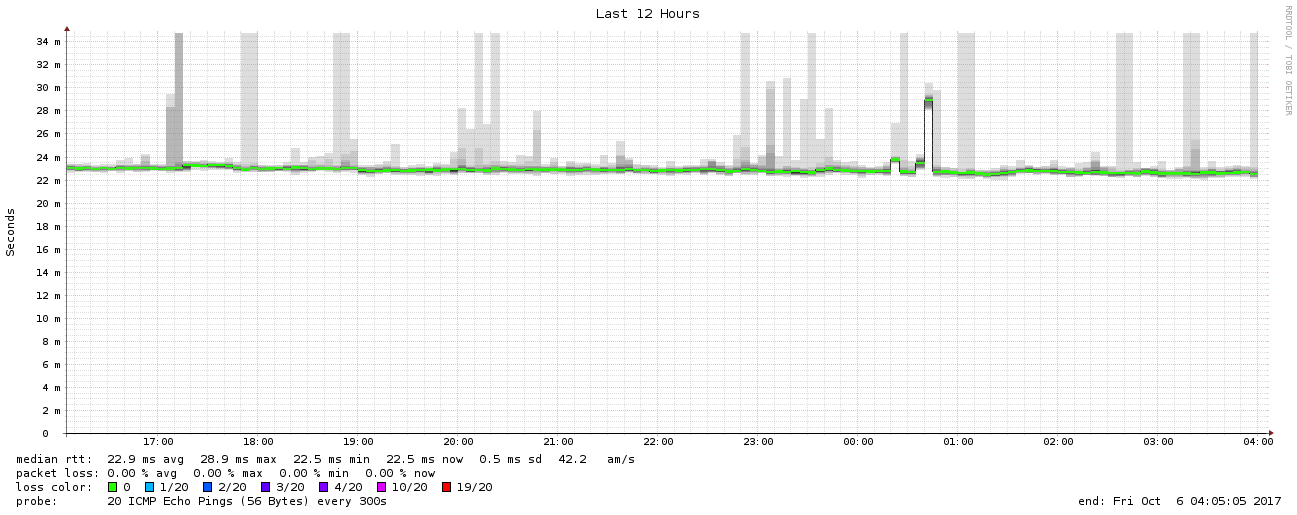 Last 12 Hours
RRDTOOL / TOBI OETIKER
34 m
32 m
30 m
28 m
26 m
24 m
22 m
20 m
18 m
16 m
14 m
12 m
10 m
8 m
6 m
4 m
2 m
0
Seconds
17:00 18:00 19:00 20:00 21:00 22:00 23:00 00:00 01:00 02:00 03:00 04:00
median rtt: 22.9 ms avg 28.9 ms max 22.5 ms min 22.5 ms now 0.5 ms sd 42.2 am/s
packet loss: 0.00 % avg 0.00 % max 0.00 % min 0.00 % now
loss color: 0 1/20 2/20 3/20 4/20 10/20 19/20
probe: 20 ICMP Echo Pings (56 Bytes) every 300s end: Fri Oct 6 04:05:05 2017